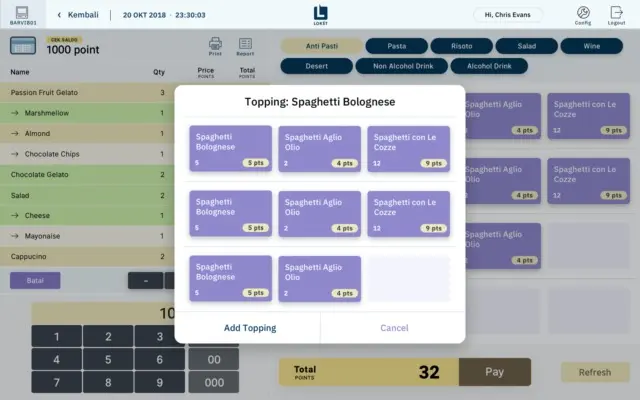 BARVIB01
Kembali
20 OKT 2018 - 23:30:03
LOKET
Hi, Chris Evans
Config
Logout
CEK SALDO
1000 point
Print
Report
Name
Qty
Price
POINTS
Total
POINTS
Passion Fruit Gelato 3
→ Marshmellow 1
→ Almond 1
→ Chocolate Chips 1
Chocolate Gelato 2
Salad 2
→ Cheese 1
→ Mayonaise 1
Cappucino 2
Batal
-
10
1 2 3
4 5 6 00
7 8 9 000
Anti Pasti
Pasta
Risoto
Salad
Wine
Desert
Non Alcohol Drink
Alcohol Drink
Spaghetti Aglio
Olio
4 pts
Spaghetti con Le
Cozze
12
9 pts
Spaghetti Aglio
Olio
4 pts
Spaghetti con Le
Cozze
12
9 pts
Spaghetti Aglio
Olio
4 pts
Topping: Spaghetti Bolognese
Spaghetti
Bolognese
5
5 pts
Spaghetti Aglio
Olio
2
4 pts
Spaghetti con Le
Cozze
12
9 pts
Spaghetti
Bolognese
5
5 pts
Spaghetti Aglio
Olio
2
4 pts
Spaghetti con Le
Cozze
12
9 pts
Spaghetti
Bolognese
5
5 pts
Spaghetti Aglio
Olio
2
4 pts
Add Topping
Cancel
Total
POINTS
32
Pay
Refresh